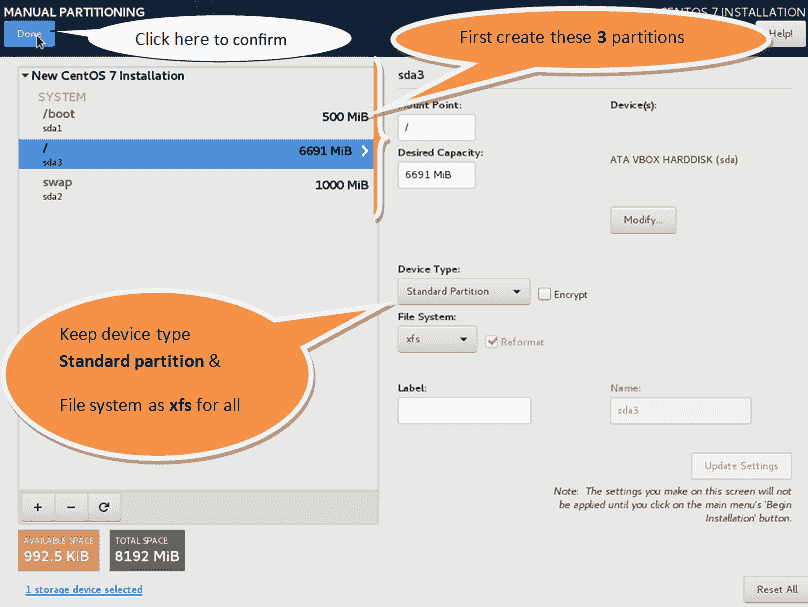 MANUAL PARTITIONING
CENTOS 7 INSTALLATION
Done
Help!
Click here to confirm
First create these 3 partitions
New CentOS 7 Installation
SYSTEM
/boot
500 MiB
sda1
/
6691 MiB
sda3
swap
1000 MiB
sda2
sda3
Mount Point:
/
Desired Capacity:
6691 MiB
Device(s):
ATA VBOX HARDDISK (sda)
Modify...
Device Type:
Standard Partition
Encrypt
File System:
xfs
Reformat
Label:
Name:
sda3
Keep device type
Standard partition &
File system as xfs for all
Update Settings
Note: The settings you make on this screen will not
be applied until you click on the main menu's 'Begin
Installation' button.
+
−
AVAILABLE SPACE
992.5 KiB
TOTAL SPACE
8192 MiB
1 storage device selected
Reset All